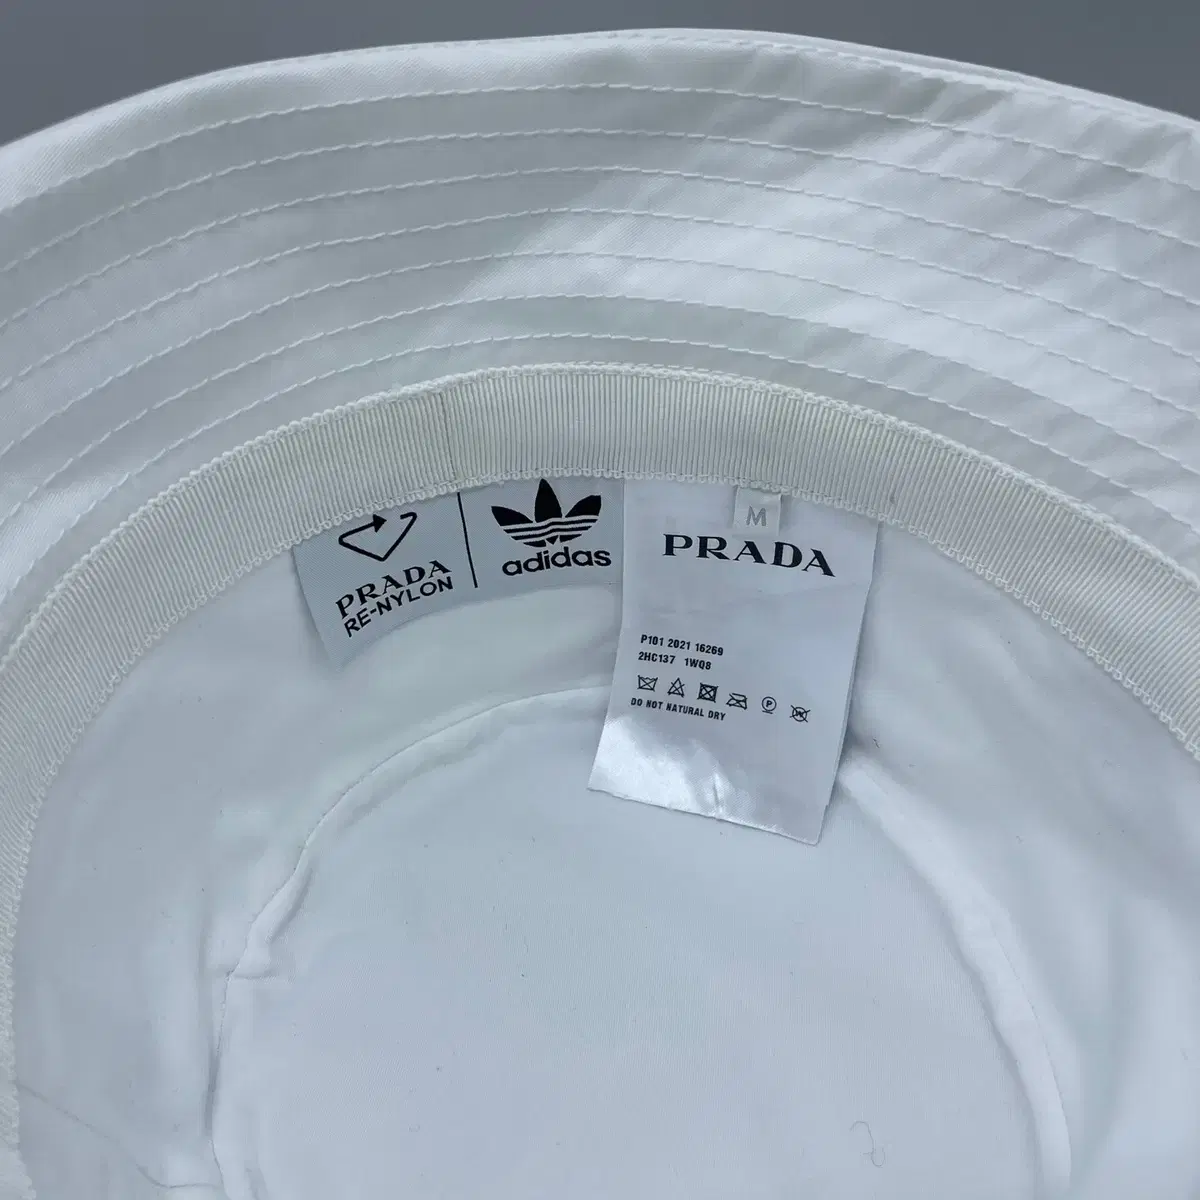 PRADA
RE-NYLON
adidas
M
PRADA
P101 2021 16269
2HC137 1WQ8
P
DO NOT NATURAL DRY